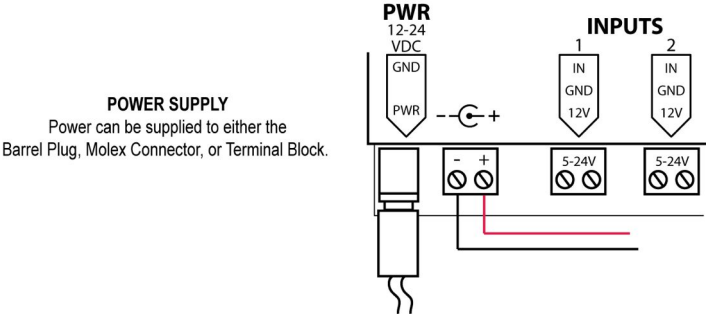 POWER SUPPLY
Power can be supplied to either the
Barrel Plug, Molex Connector, or Terminal Block.
PWR
12-24
VDC
GND
PWR
- +
- +
INPUTS
1 2
IN IN
GND GND
12V 12V
5-24V 5-24V